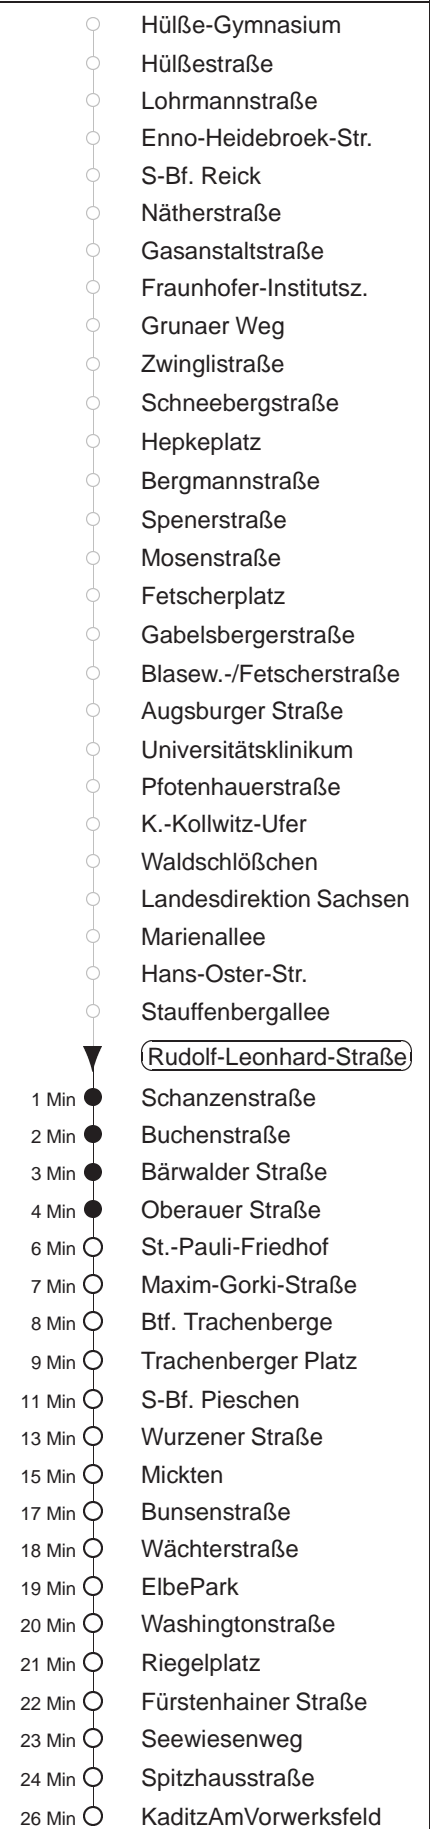 Hülße-Gymnasium
Hülßestraße
Lohrmannstraße
Enno-Heidebroek-Str.
S-Bf. Reick
Nätherstraße
Gasanstaltstraße
Fraunhofer-Institutsz.
Grunaer Weg
Zwinglistraße
Schneebergstraße
Hepkeplatz
Bergmannstraße
Spenerstraße
Mosenstraße
Fetscherplatz
Gabelsbergerstraße
Blasew.-/Fetscherstraße
Augsburger Straße
Universitätsklinikum
Pfotenhauerstraße
K.-Kollwitz-Ufer
Waldschlößchen
Landesdirektion Sachsen
Marienallee
Hans-Oster-Str.
Stauffenbergallee
Rudolf-Leonhard-Straße
1 Min Schanzenstraße
2 Min Buchenstraße
3 Min Bärwalder Straße
4 Min Oberauer Straße
6 Min St.-Pauli-Friedhof
7 Min Maxim-Gorki-Straße
8 Min Btf. Trachenberge
9 Min Trachenberger Platz
11 Min S-Bf. Pieschen
13 Min Wurzener Straße
15 Min Mickten
17 Min Bunsenstraße
18 Min Wächterstraße
19 Min ElbePark
20 Min Washingtonstraße
21 Min Riegelplatz
22 Min Fürstenhainer Straße
23 Min Seewiesenweg
24 Min Spitzhausstraße
26 Min KaditzAmVorwerksfeld